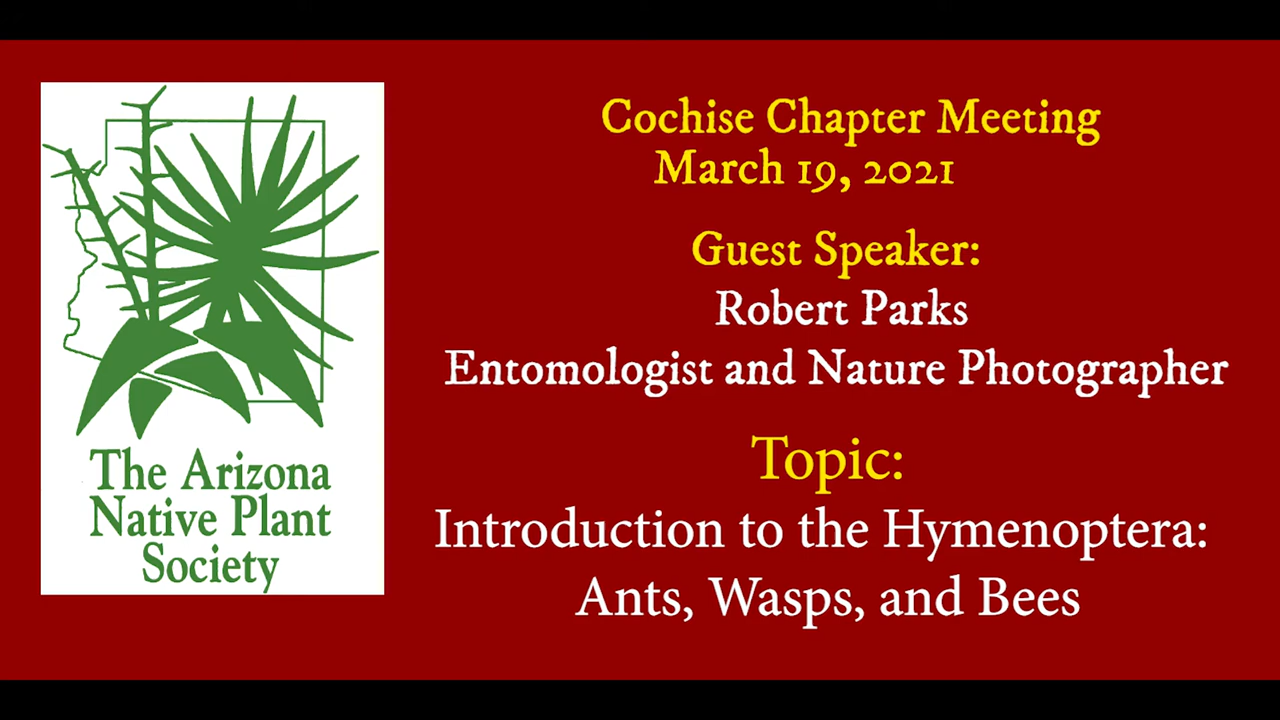 Cochise Chapter Meeting
March 19, 2021
Guest Speaker:
Robert Parks
Entomologist and Nature Photographer
Topic:
Introduction to the Hymenoptera:
Ants, Wasps, and Bees
The Arizona
Native Plant
Society